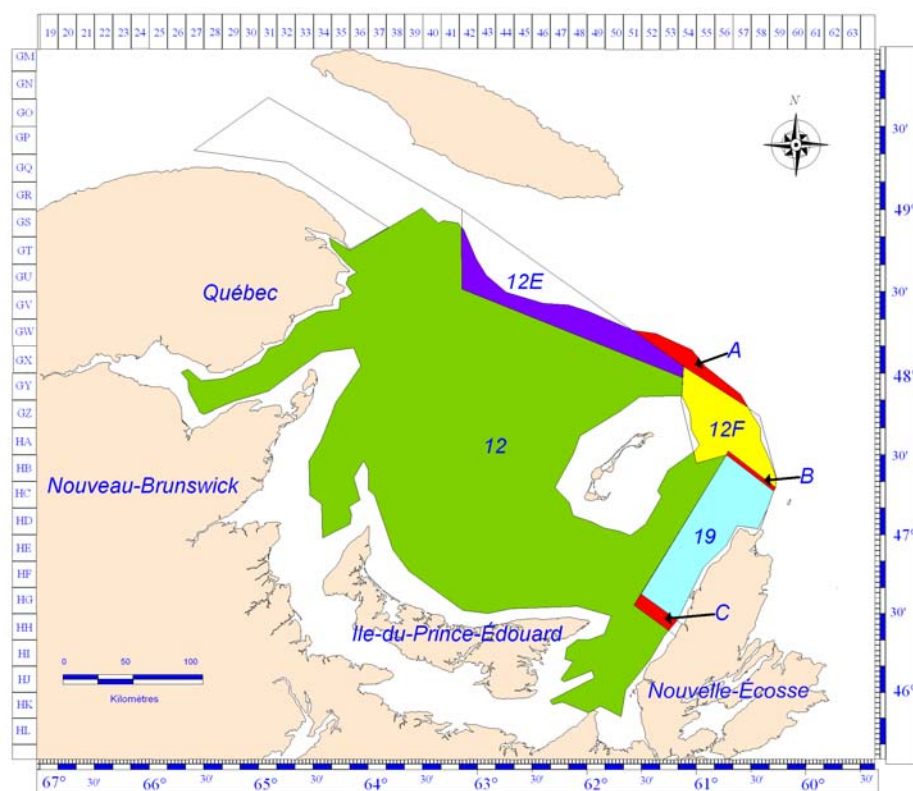 19 20 21 22 23 24 25 26 27 28 29 30 31 32 33 34 35 36 37 38 39 40 41 42 43 44 45 46 47 48 49 50 51 52 53 54 55 56 57 58 59 60 61 62 63
GM
GN
GO
GP
GQ
GR
GS
GT
GU
GV
GW
GX
GY
GZ
HA
HB
HC
HD
HE
HF
HG
HH
HI
HJ
HK
HL
N
30'
49°
30'
48°
30'
47°
30'
46°
Québec
12E
A
12F
12
B
Nouveau-Brunswick
19
C
Ile-du-Prince-Édouard
Nouvelle-Écosse
0 50 100
Kilomètres
67° 30' 66° 30' 65° 30' 64° 30' 63° 30' 62° 30' 61° 30' 60°